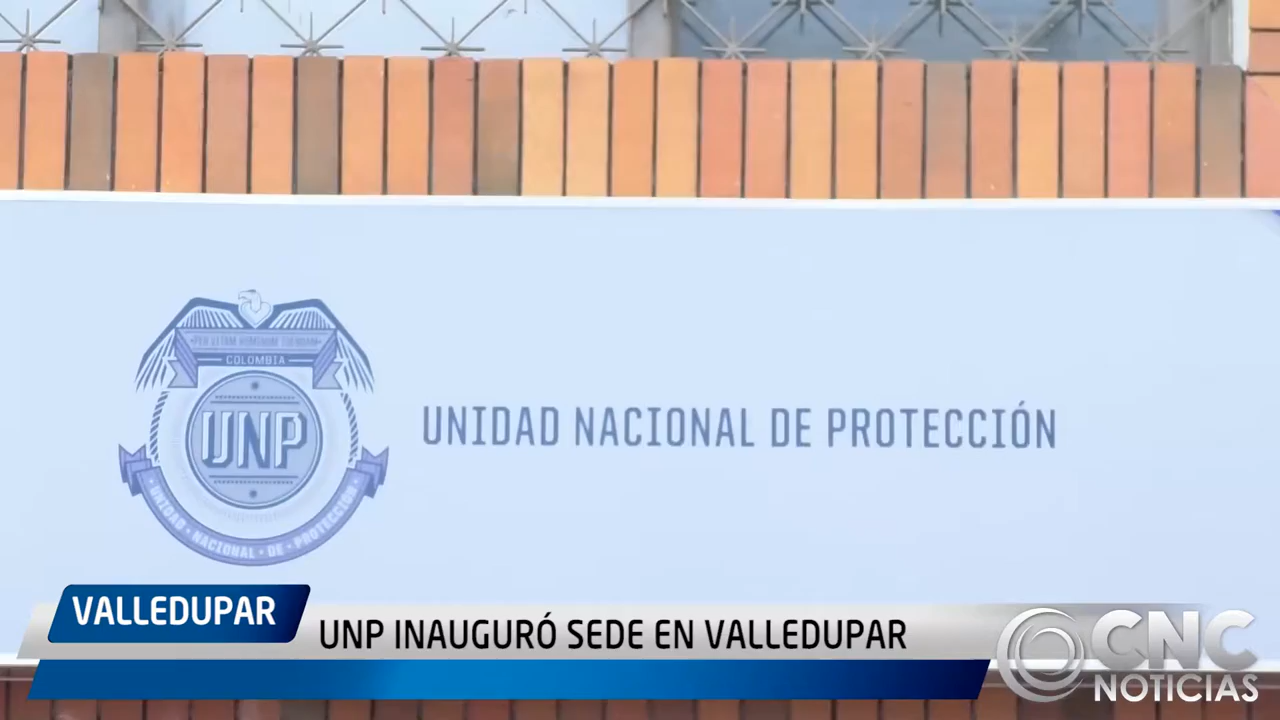 COLOMBIA
UNP
UNIDAD • NACIONAL • DE • PROTECCIÓN
UNIDAD NACIONAL DE PROTECCIÓN
VALLEDUPAR
UNP INAUGURÓ SEDE EN VALLEDUPAR
CNC
NOTICIAS